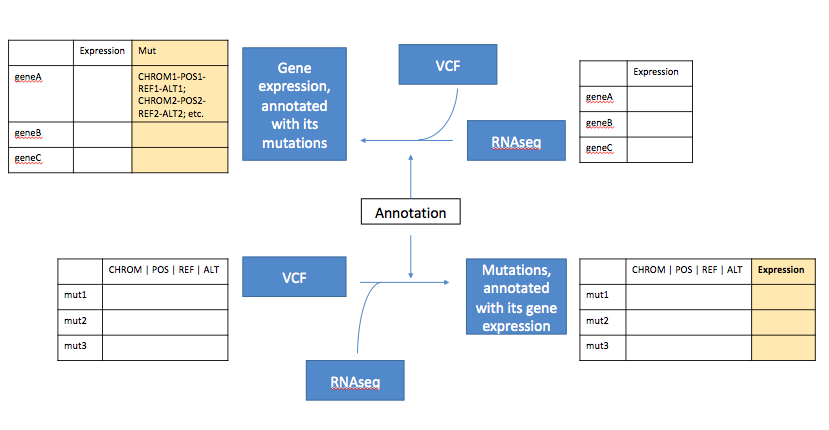 Expression Mut
geneA
CHROM1-POS1-
REF1-ALT1;
CHROM2-POS2-
REF2-ALT2; etc.
geneB
geneC
Gene
expression,
annotated
with its
mutations
VCF
RNAseq
Expression
geneA
geneB
geneC
Annotation
CHROM | POS | REF | ALT
mut1
mut2
mut3
VCF
RNAseq
Mutations,
annotated
with its gene
expression
CHROM | POS | REF | ALT Expression
mut1
mut2
mut3